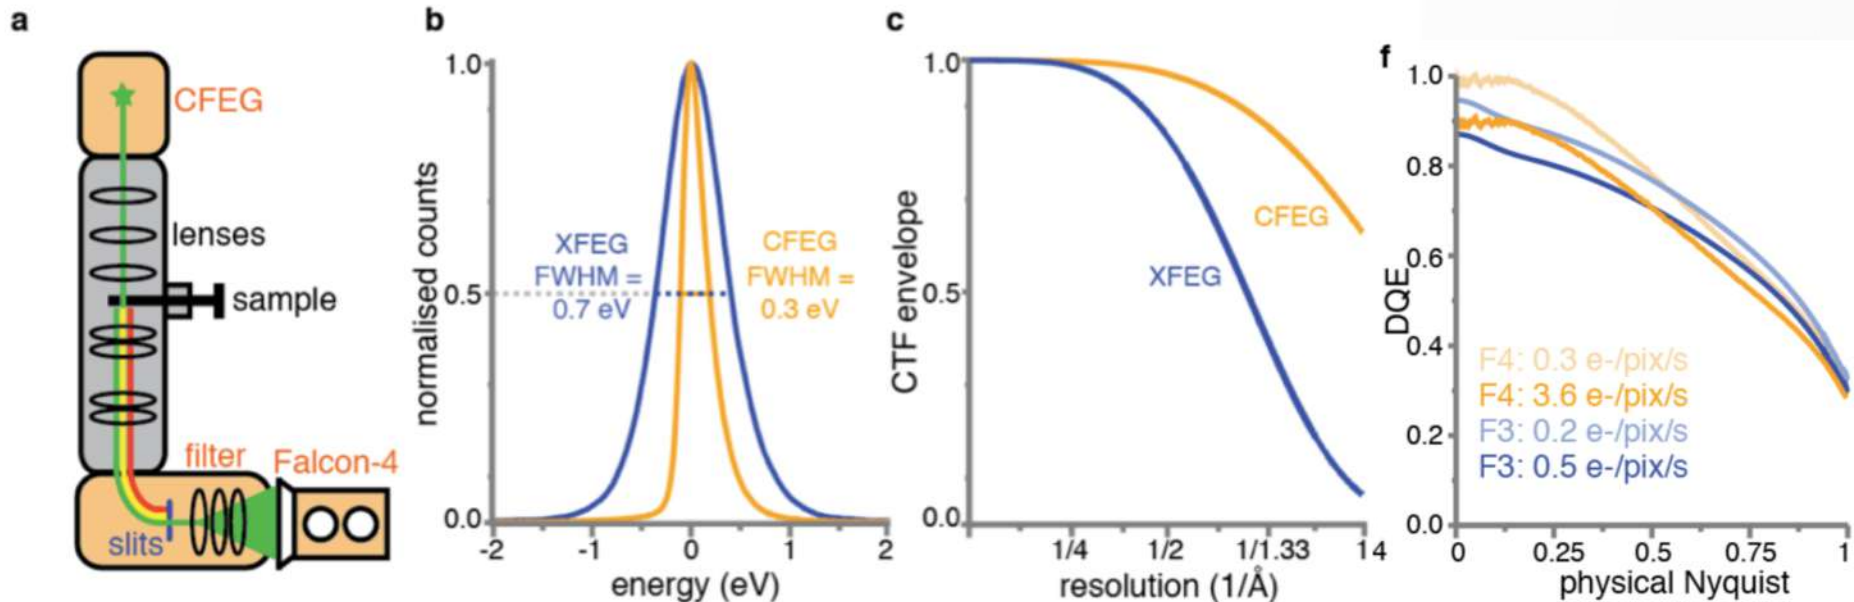 a
CFEG
lenses
sample
filter
Falcon-4
slits
b
normalised counts
1.0
0.5
0.0
XFEG
FWHM =
0.7 eV
CFEG
FWHM =
0.3 eV
-2 -1 0 1 2
energy (eV)
c
CTF envelope
1.0
0.5
0.0
CFEG
XFEG
1/4 1/2 1/1.33 1 4
resolution (1/Å)
f
DQE
1.0
0.8
0.6
0.4
0.2
0.0
F4: 0.3 e-/pix/s
F4: 3.6 e-/pix/s
F3: 0.2 e-/pix/s
F3: 0.5 e-/pix/s
0 0.25 0.5 0.75 1
physical Nyquist